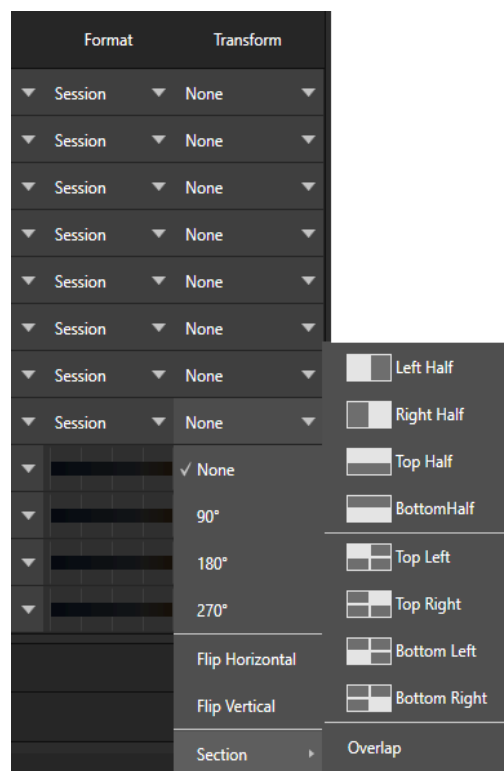 Format Transform
Session None
Session None
Session None
Session None
Session None
Session None
Session None
Session None
✓ None
90°
180°
270°
Flip Horizontal
Flip Vertical
Section
Left Half
Right Half
Top Half
BottomHalf
Top Left
Top Right
Bottom Left
Bottom Right
Overlap